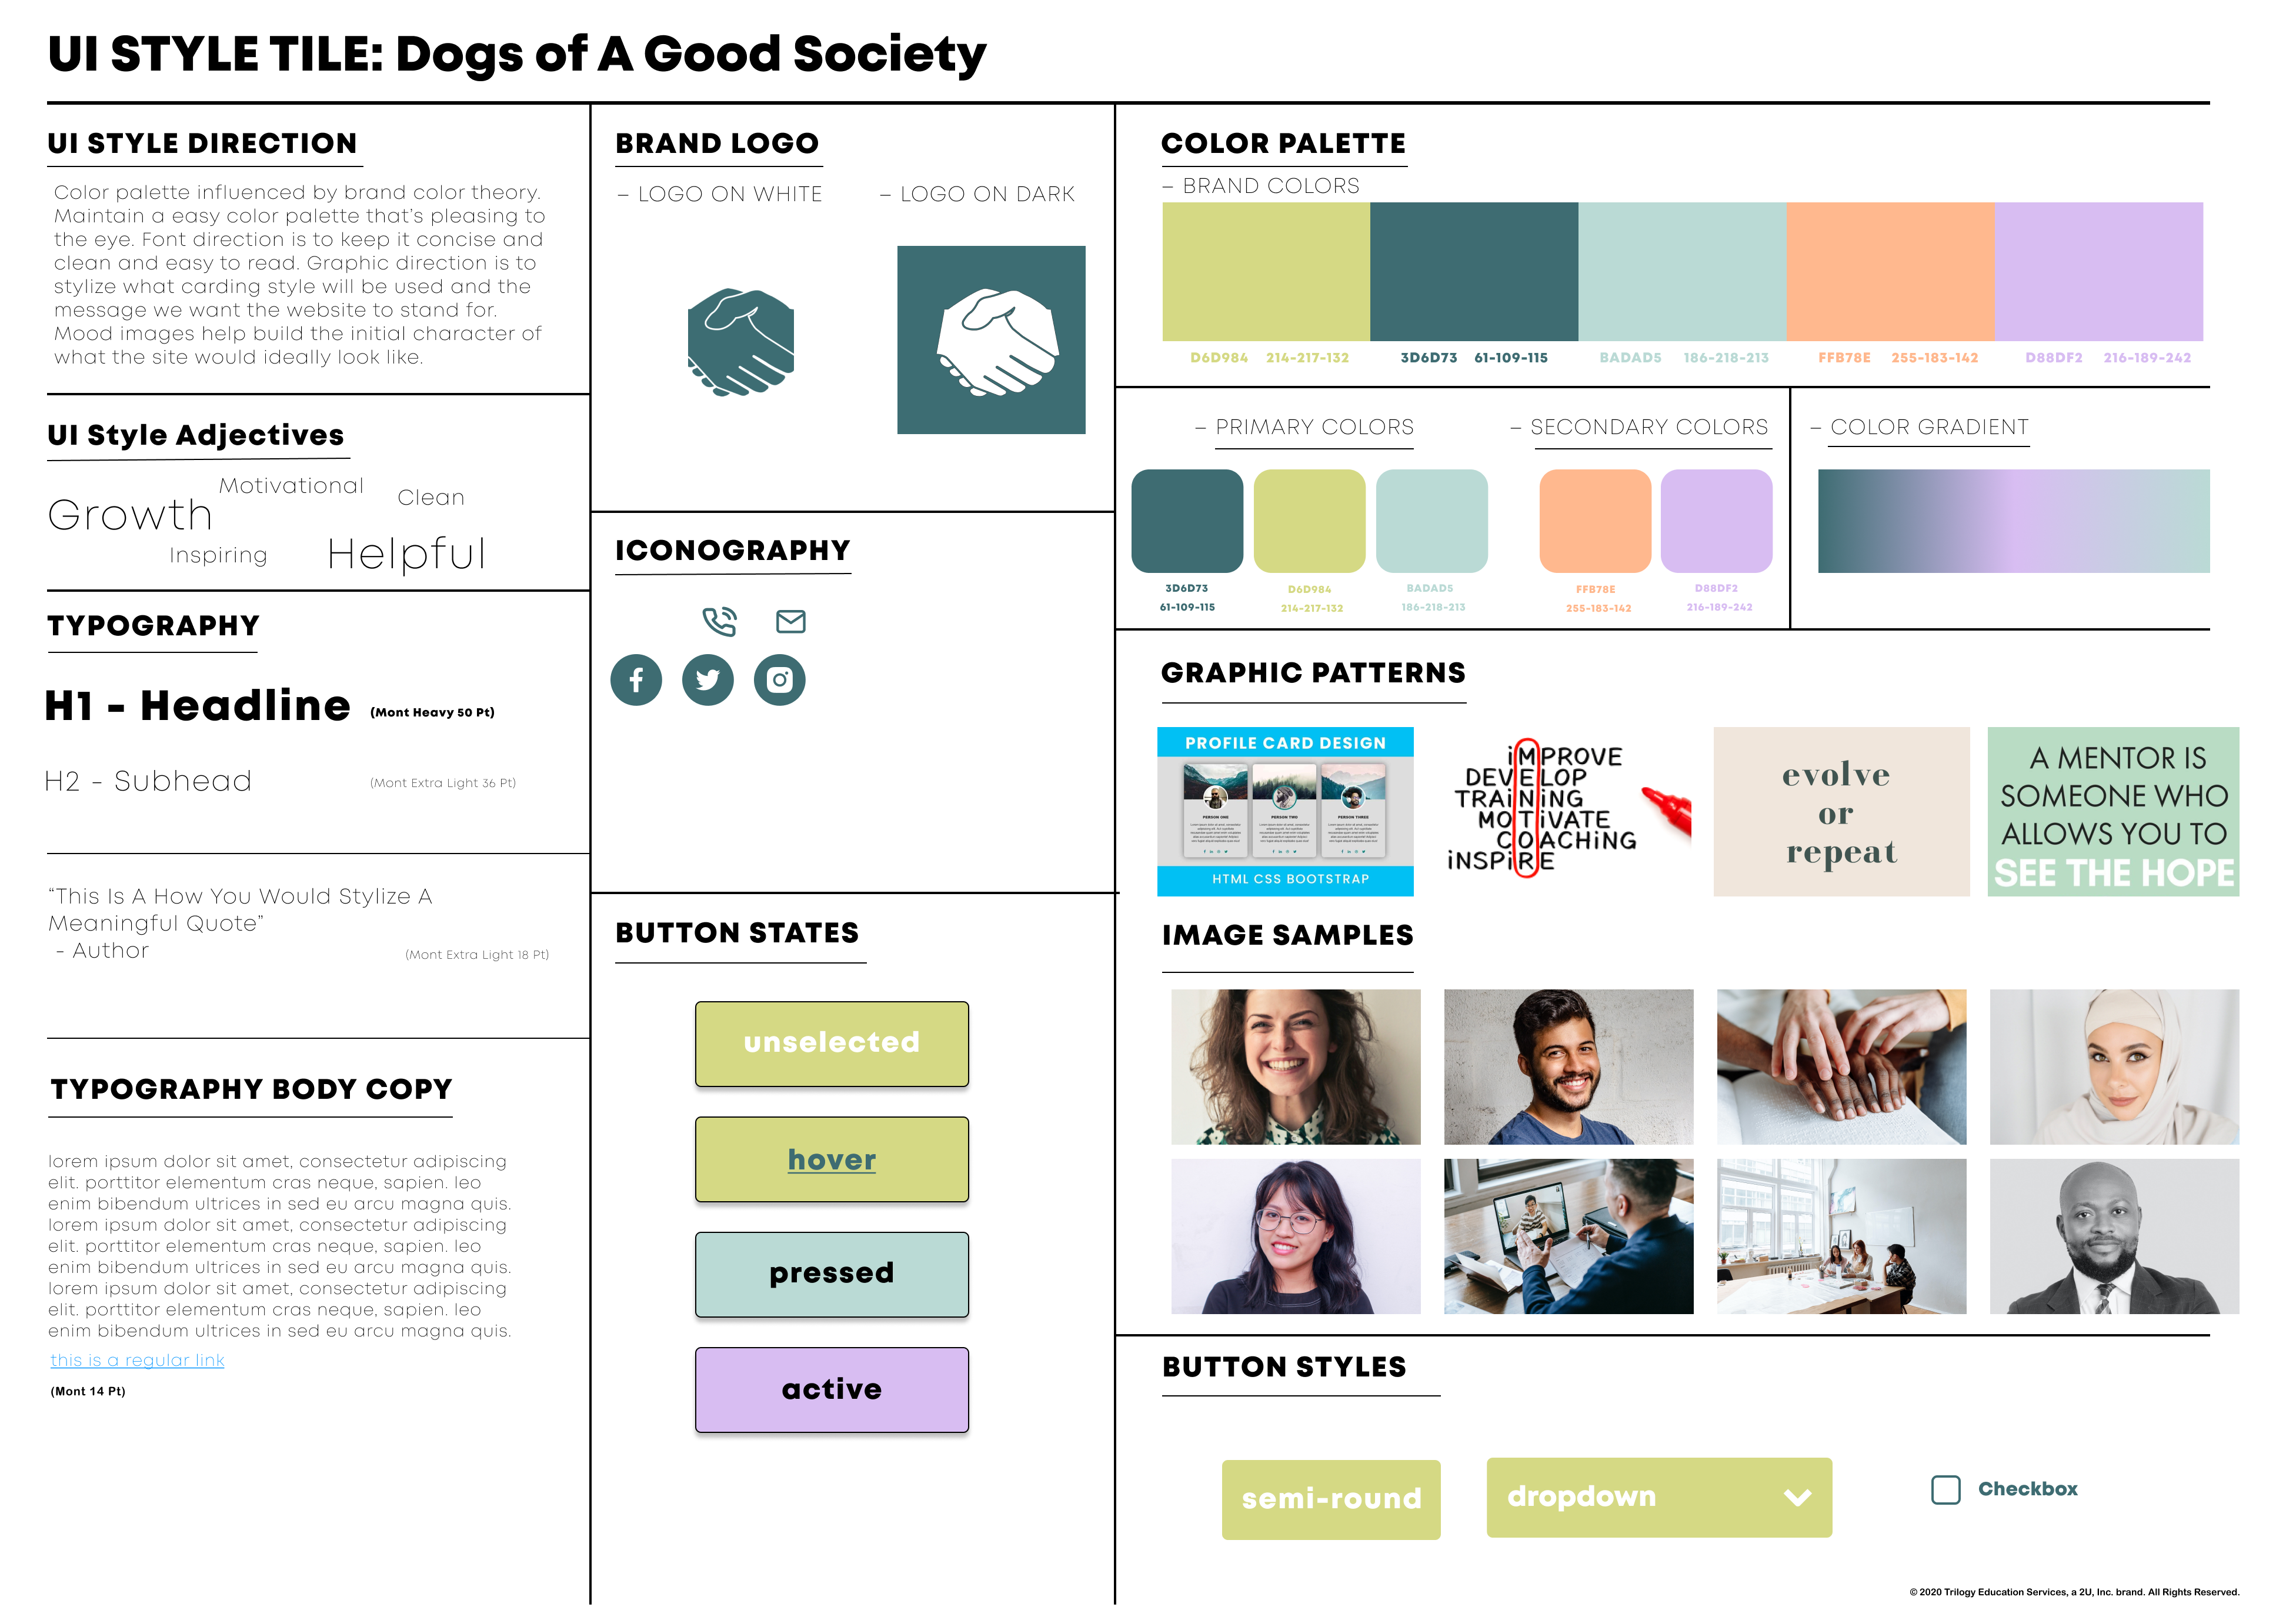 UI STYLE TILE: Dogs of A Good Society
UI STYLE DIRECTION
Color palette influenced by brand color theory.
Maintain a easy color palette that's pleasing to
the eye. Font direction is to keep it concise and
clean and easy to read. Graphic direction is to
stylize what carding style will be used and the
message we want the website to stand for.
Mood images help build the initial character of
what the site would ideally look like.
UI Style Adjectives
Motivational
Clean
Growth
Inspiring
Helpful
TYPOGRAPHY
H1 - Headline (Mont Heavy 50 Pt)
H2 - Subhead (Mont Extra Light 36 Pt)
“This Is A How You Would Stylize A
Meaningful Quote”
- Author (Mont Extra Light 18 Pt)
TYPOGRAPHY BODY COPY
lorem ipsum dolor sit amet, consectetur adipiscing
elit. porttitor elementum cras neque, sapien. leo
enim bibendum ultrices in sed eu arcu magna quis.
lorem ipsum dolor sit amet, consectetur adipiscing
elit. porttitor elementum cras neque, sapien. leo
enim bibendum ultrices in sed eu arcu magna quis.
lorem ipsum dolor sit amet, consectetur adipiscing
elit. porttitor elementum cras neque, sapien. leo
enim bibendum ultrices in sed eu arcu magna quis.
this is a regular link
(Mont 14 Pt)
BRAND LOGO
– LOGO ON WHITE – LOGO ON DARK
ICONOGRAPHY
BUTTON STATES
unselected
hover
pressed
active
COLOR PALETTE
– BRAND COLORS
D6D984 214-217-132 3D6D73 61-109-115 BADAD5 186-218-213 FFB78E 255-183-142 D88DF2 216-189-242
– PRIMARY COLORS – SECONDARY COLORS – COLOR GRADIENT
3D6D73 D6D984 BADAD5 FFB78E D88DF2
61-109-115 214-217-132 186-218-213 255-183-142 216-189-242
GRAPHIC PATTERNS
PROFILE CARD DESIGN
PERSON ONE PERSON TWO PERSON THREE
HTML CSS BOOTSTRAP
iMPROVE
DEVELOP
TRAiNiNG
MOTiVATE
COACHiNG
iNSPiRE
evolve
or
repeat
A MENTOR IS
SOMEONE WHO
ALLOWS YOU TO
SEE THE HOPE
IMAGE SAMPLES
BUTTON STYLES
semi-round dropdown Checkbox
© 2020 Trilogy Education Services, a 2U, Inc. brand. All Rights Reserved.